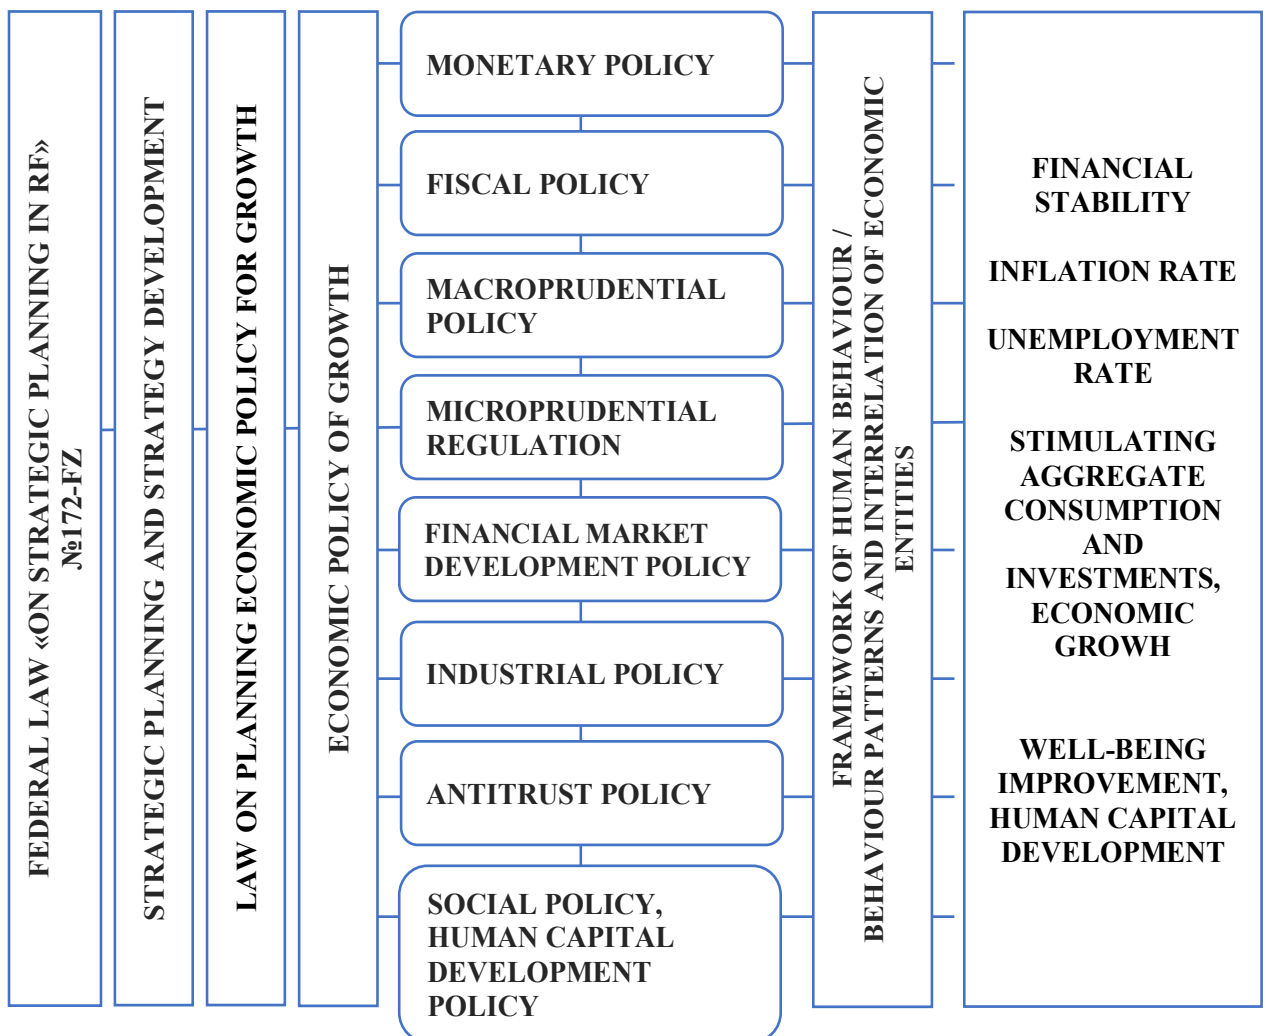 FEDERAL LAW «ON STRATEGIC PLANNING IN RF»
№172-FZ
STRATEGIC PLANNING AND STRATEGY DEVELOPMENT
LAW ON PLANNING ECONOMIC POLICY FOR GROWTH
ECONOMIC POLICY OF GROWTH
MONETARY POLICY
FISCAL POLICY
MACROPRUDENTIAL
POLICY
MICROPRUDENTIAL
REGULATION
FINANCIAL MARKET
DEVELOPMENT POLICY
INDUSTRIAL POLICY
ANTITRUST POLICY
SOCIAL POLICY,
HUMAN CAPITAL
DEVELOPMENT
POLICY
FRAMEWORK OF HUMAN BEHAVIOUR /
BEHAVIOUR PATTERNS AND INTERRELATION OF ECONOMIC
ENTITIES
FINANCIAL
STABILITY
INFLATION RATE
UNEMPLOYMENT
RATE
STIMULATING
AGGREGATE
CONSUMPTION
AND
INVESTMENTS,
ECONOMIC
GROWTH
WELL-BEING
IMPROVEMENT,
HUMAN CAPITAL
DEVELOPMENT